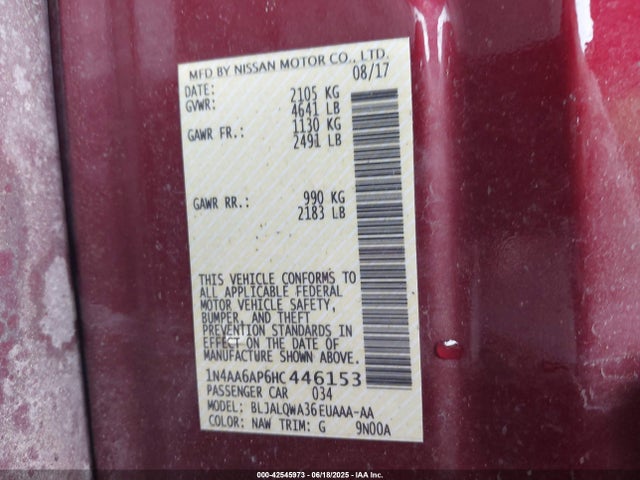 MFD BY NISSAN MOTOR CO., LTD.
DATE: 08/17
GVWR: 2105 KG
4641 LB
GAWR FR.: 1130 KG
2491 LB
GAWR RR.: 990 KG
2183 LB
THIS VEHICLE CONFORMS TO
ALL APPLICABLE FEDERAL
MOTOR VEHICLE SAFETY,
BUMPER, AND THEFT
PREVENTION STANDARDS IN
EFFECT ON THE DATE OF
MANUFACTURE SHOWN ABOVE.
1N4AA6AP6HC446153
PASSENGER CAR 034
MODEL: BLJALQWA36EUAAA-AA
COLOR: NAW TRIM: G 9N00A
000-42545973 - 06/18/2025 - IAAI.COM